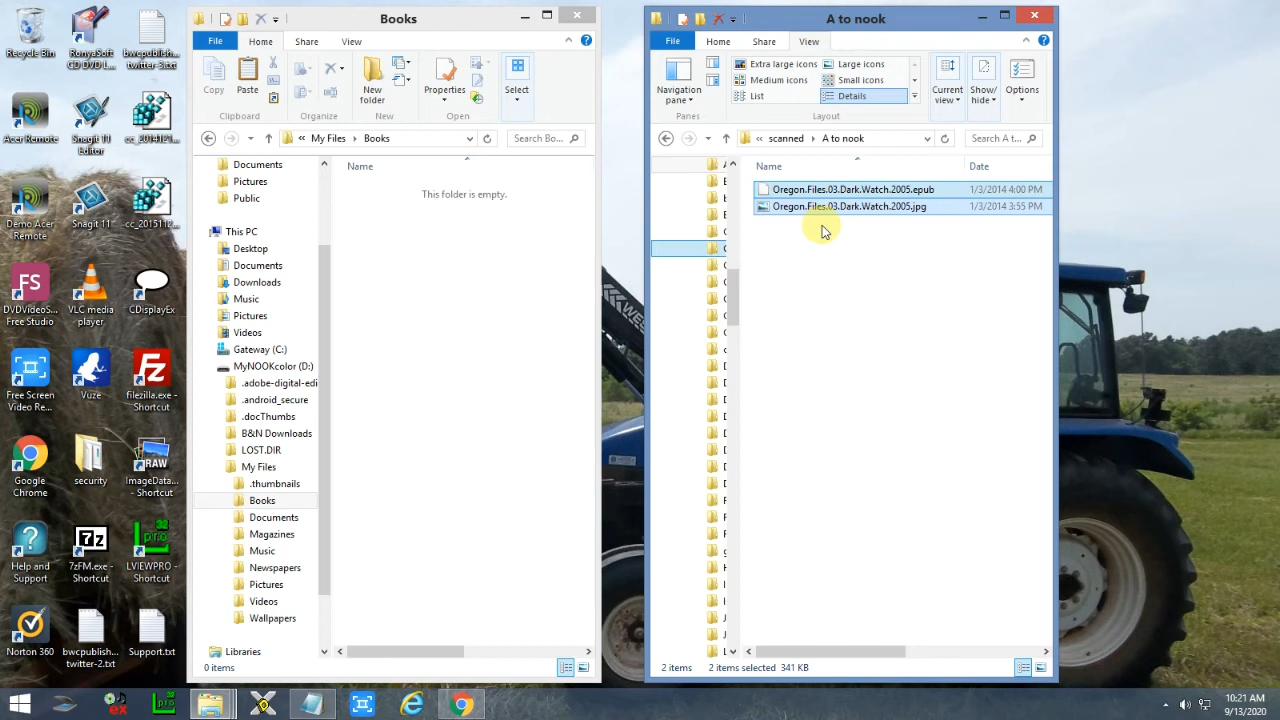 Recycle Bin
RonyaSoft
CD DVD L...
bwcpublish...
twitter-3.txt
Acer Remote
Snagit 11
Editor
cc_2014121...
Demo Acer
Remote
Snagit 11
cc_2015112...
DVDVideoS...
Free Studio
VLC media
player
CDisplayEx
Free Screen
Video Re...
Vuze
filezilla.exe -
Shortcut
Google
Chrome
security
RAW
ImageData...
- Shortcut
Help and
Support
7zFM.exe -
Shortcut
LVIEWPRO -
Shortcut
Norton 360
bwcpublish...
twitter-2.txt
Support.txt
Books
File
Home
Share
View
Copy
Paste
New
folder
Properties
Select
Clipboard
Organize
New
Open
« My Files
Books
Search Bo...
Documents
Pictures
Public
This PC
Desktop
Documents
Downloads
Music
Pictures
Videos
Gateway (C:)
MyNOOKcolor (D:)
.adobe-digital-edi
.android_secure
.docThumbs
B&N Downloads
LOST.DIR
My Files
.thumbnails
Books
Documents
Magazines
Music
Newspapers
Pictures
Videos
Wallpapers
Libraries
Name
This folder is empty.
0 items
A to nook
File
Home
Share
View
Navigation
pane
Extra large icons
Large icons
Medium icons
Small icons
List
Details
Current
view
Show/
hide
Options
Panes
Layout
« scanned
A to nook
Search A t...
Name
Date
Oregon.Files.03.Dark.Watch.2005.epub
1/3/2014 4:00 PM
Oregon.Files.03.Dark.Watch.2005.jpg
1/3/2014 3:55 PM
2 items
2 items selected 341 KB
10:21 AM
9/13/2020